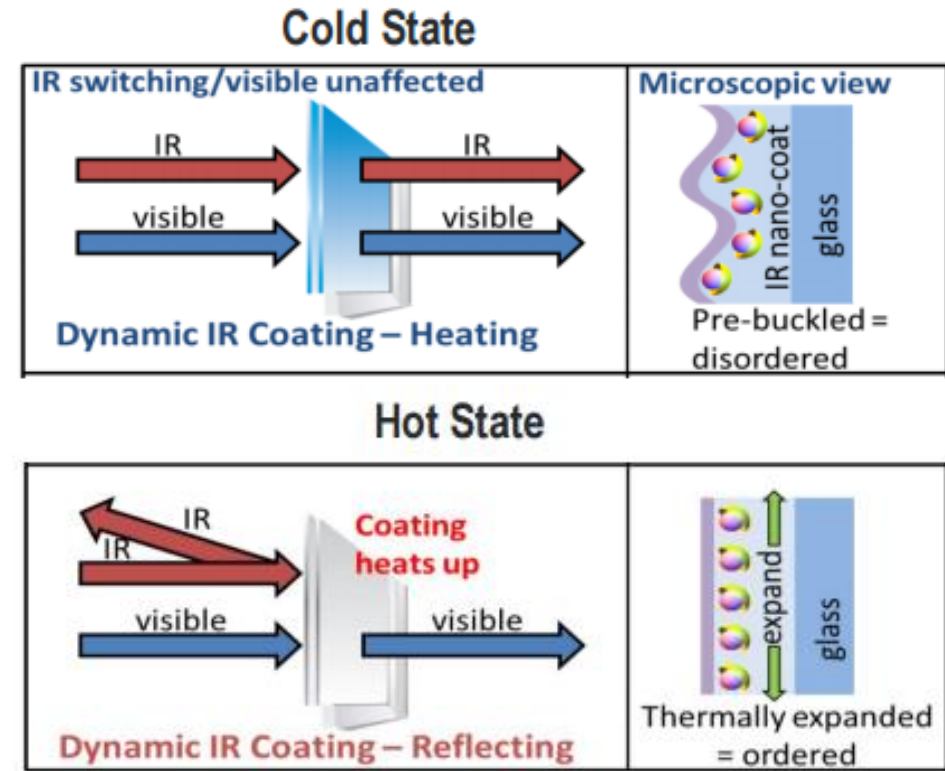 Cold State
IR switching/visible unaffected
IR
IR
visible
visible
Dynamic IR Coating – Heating
Microscopic view
IR nano-coat
glass
Pre-buckled =
disordered
Hot State
IR
IR
Coating
heats up
visible
visible
Dynamic IR Coating – Reflecting
expand
glass
Thermally expanded
= ordered